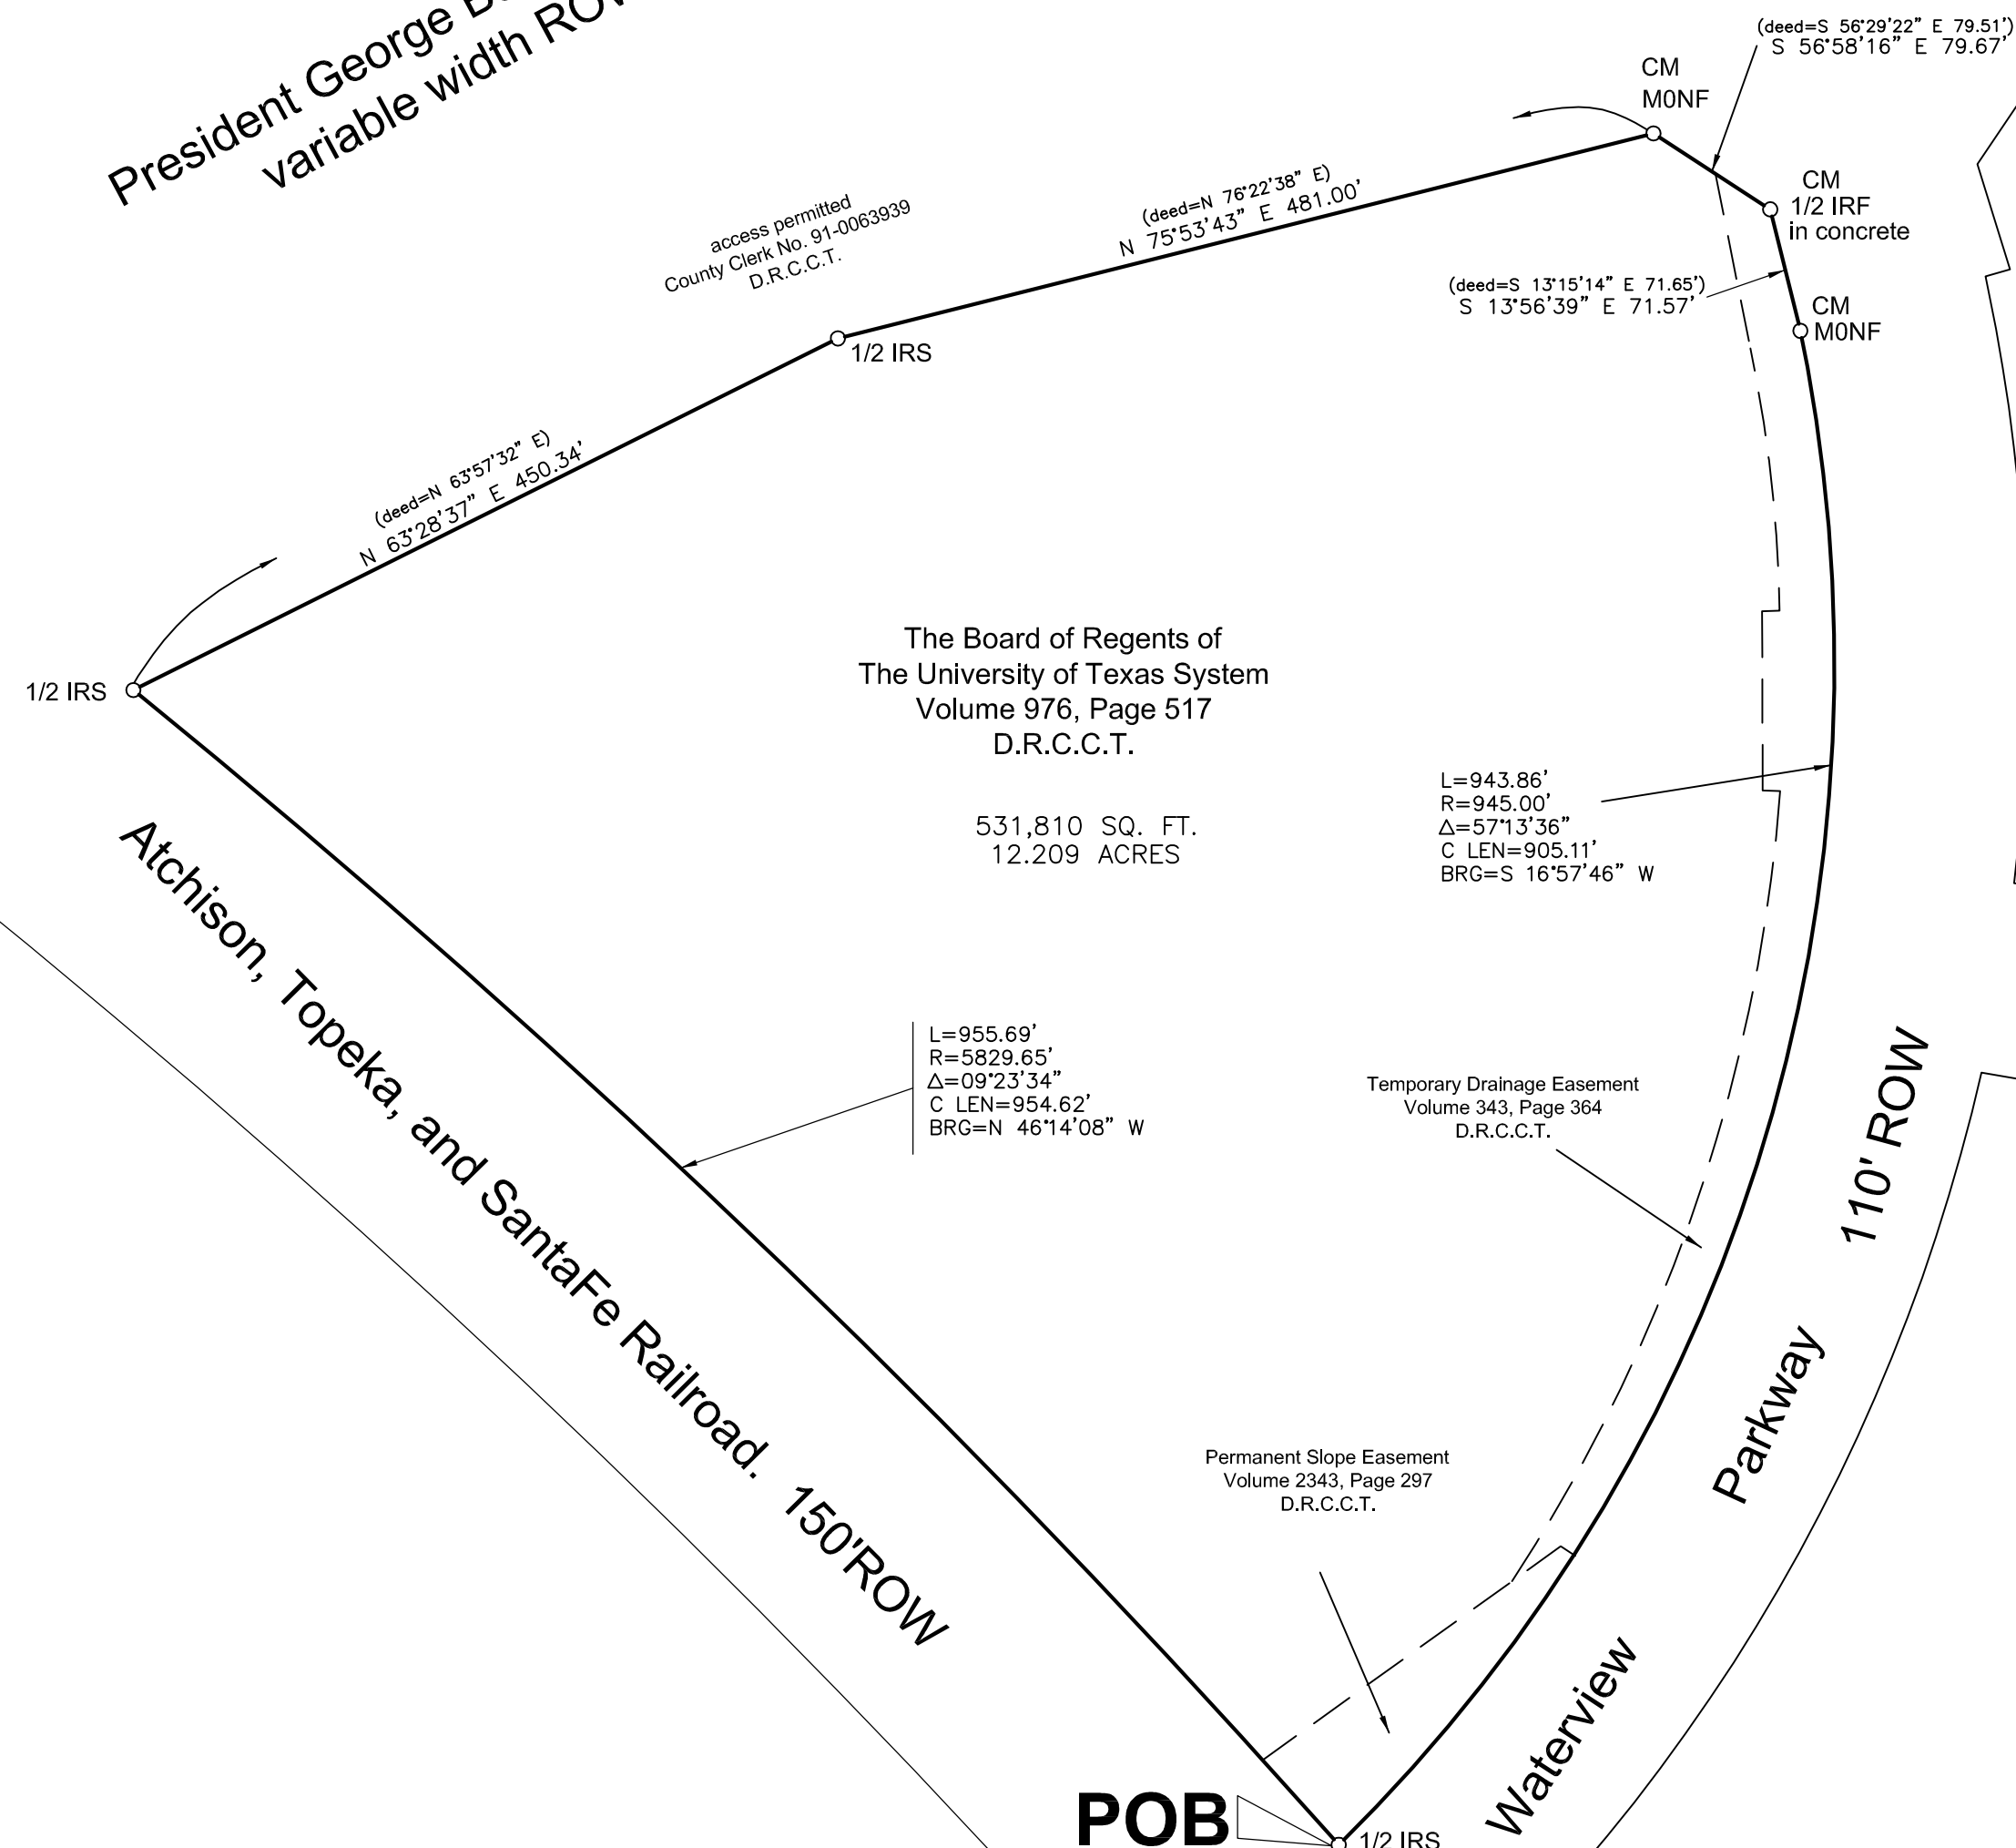 President George B
variable width ROW
(deed=S 56°29'22" E 79.51')
S 56°58'16" E 79.67'
CM
M0NF
CM
1/2 IRF
in concrete
(deed=N 76°22'38" E)
N 75°53'43" E 481.00'
access permitted
County Clerk No. 91-0063939
D.R.C.C.T.
(deed=S 13°15'14" E 71.65')
S 13°56'39" E 71.57'
CM
M0NF
1/2 IRS
(deed=N 63°57'32" E)
N 63°28'37" E 450.34'
1/2 IRS
The Board of Regents of
The University of Texas System
Volume 976, Page 517
D.R.C.C.T.
531,810 SQ. FT.
12.209 ACRES
L=943.86'
R=945.00'
Δ=57°13'36"
C LEN=905.11'
BRG=S 16°57'46" W
Atchison, Topeka, and SantaFe Railroad. 150'ROW
L=955.69'
R=5829.65'
Δ=09°23'34"
C LEN=954.62'
BRG=N 46°14'08" W
Temporary Drainage Easement
Volume 343, Page 364
D.R.C.C.T.
Waterview Parkway 110' ROW
Permanent Slope Easement
Volume 2343, Page 297
D.R.C.C.T.
POB
1/2 IRS